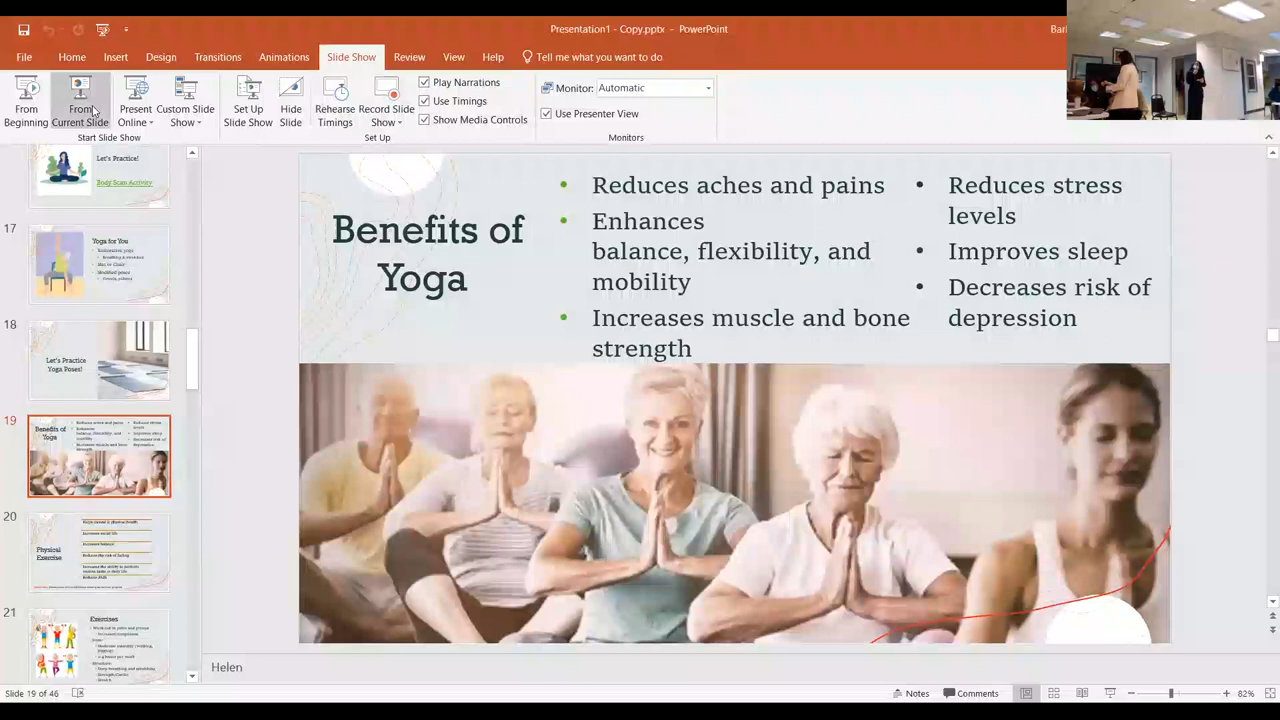 Presentation1 - Copy.pptx - PowerPoint
File Home Insert Design Transitions Animations Slide Show Review View Help Tell me what you want to do
From Beginning
From Current Slide
Present Online
Custom Slide Show
Set Up Slide Show
Hide Slide
Rehearse Timings
Record Slide Show
Play Narrations
Use Timings
Show Media Controls
Monitor: Automatic
Use Presenter View
Start Slide Show
Set Up
Monitors
Let's Practice!
Body Scan Activity
17
Yoga for You
18
Let's Practice
Yoga Poses!
19
Benefits of
Yoga
20
Physical
Exercise
21
Exercises
Benefits of
Yoga
• Reduces aches and pains
• Enhances
balance, flexibility, and
mobility
• Increases muscle and bone
strength
• Reduces stress
levels
• Improves sleep
• Decreases risk of
depression
Helen
Slide 19 of 46
Notes
Comments
82%